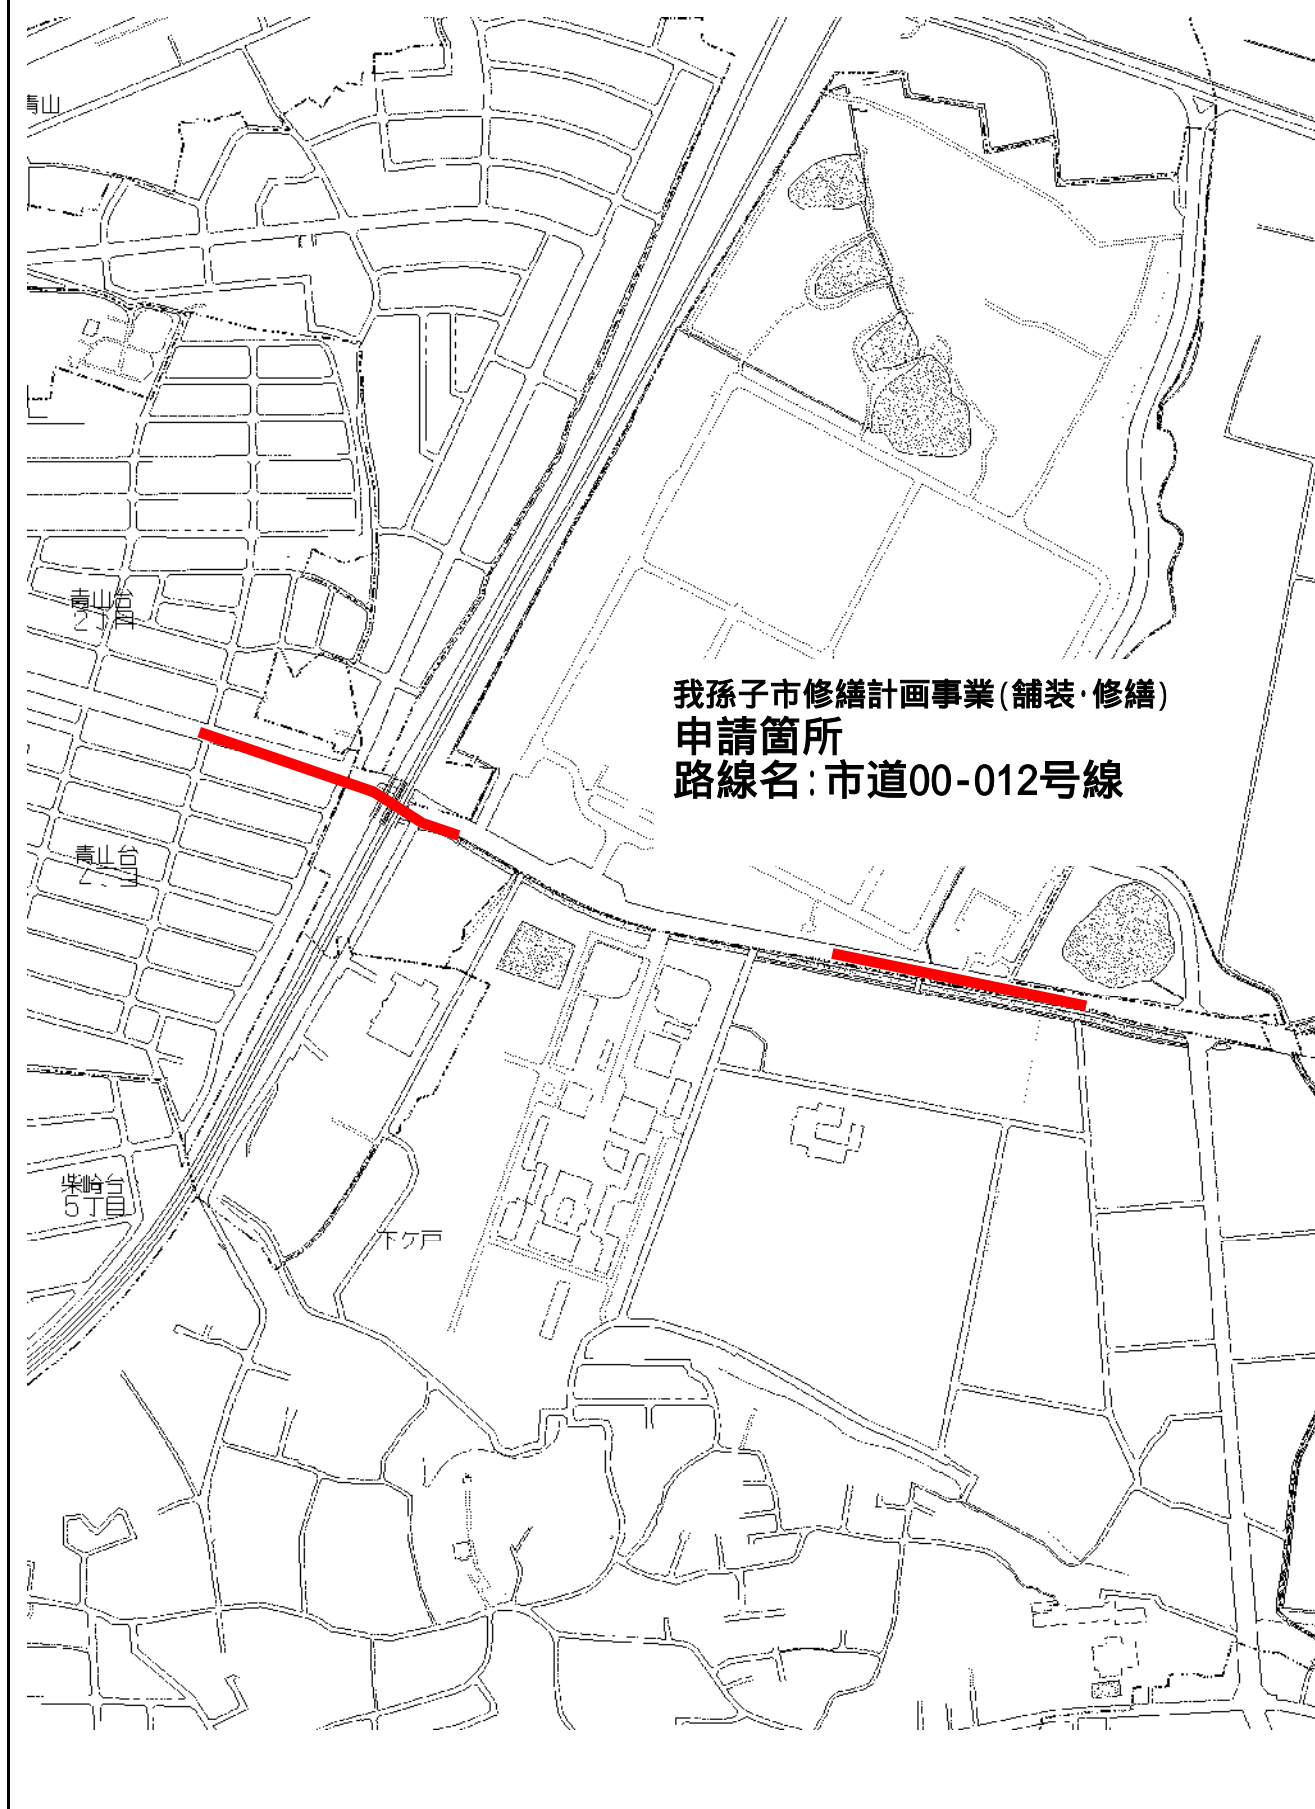 青山
青山台
2丁目
我孫子市修繕計画事業(舗装・修繕)
申請箇所
路線名:市道00-012号線
青山台
柴崎台
5丁目
下ケ戸